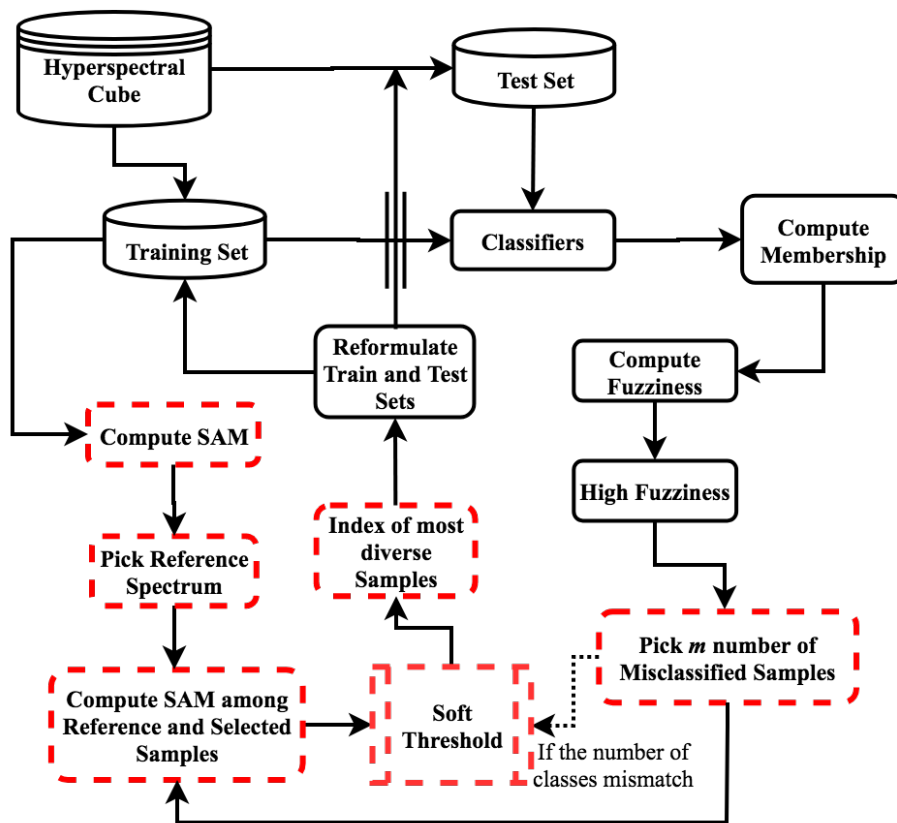 Hyperspectral
Cube
Test Set
Training Set
Classifiers
Compute
Membership
Reformulate
Train and Test
Sets
Compute
Fuzziness
Compute SAM
High Fuzziness
Index of most
diverse
Samples
Pick Reference
Spectrum
Pick m number of
Misclassified Samples
Compute SAM among
Reference and Selected
Samples
Soft
Threshold
If the number of
classes mismatch